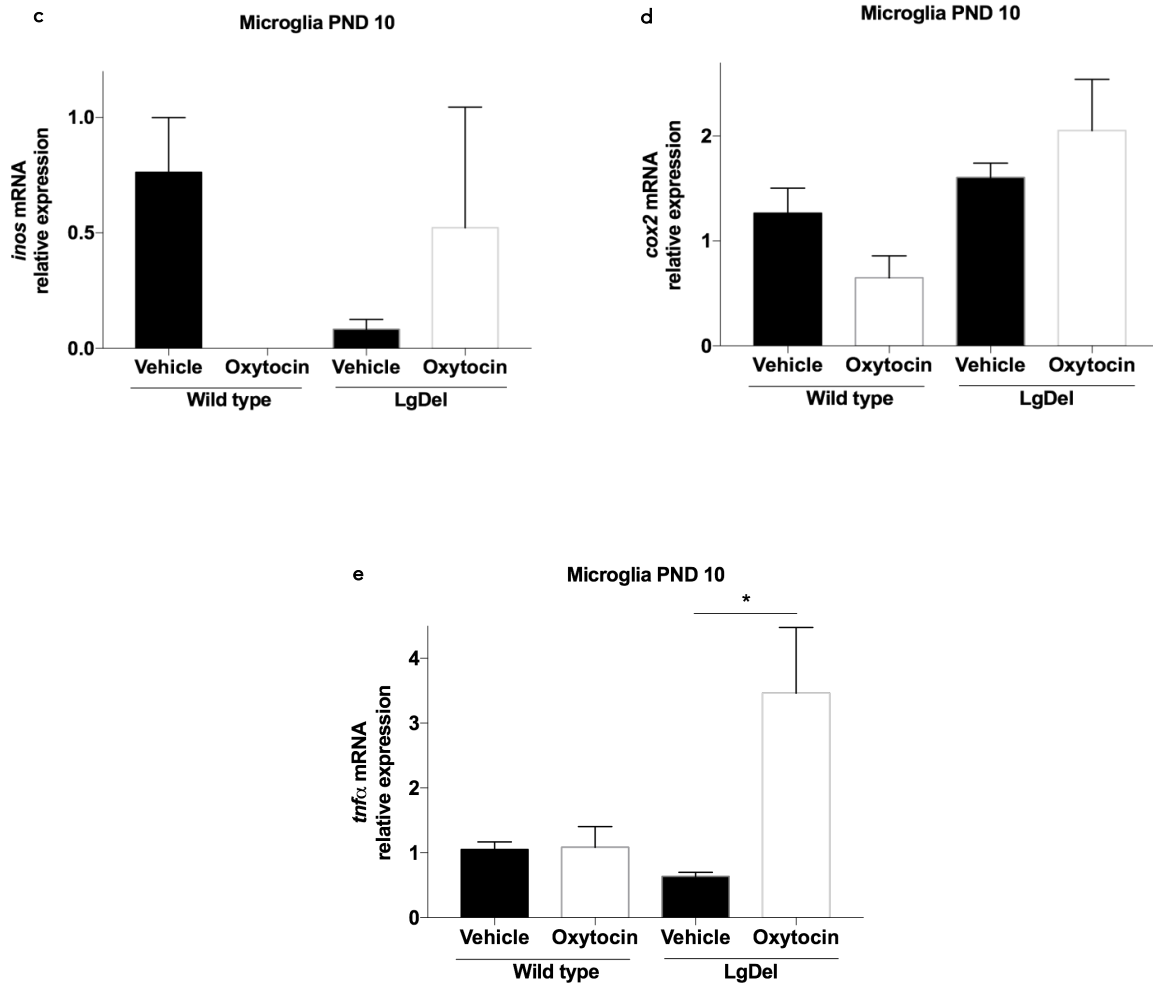 c
Microglia PND 10
inos mRNA
relative expression
1.0
0.5
0.0
Vehicle Oxytocin Vehicle Oxytocin
Wild type LgDel
d
Microglia PND 10
cox2 mRNA
relative expression
2
1
0
Vehicle Oxytocin Vehicle Oxytocin
Wild type LgDel
e
Microglia PND 10
*
tnfα mRNA
relative expression
4
3
2
1
0
Vehicle Oxytocin Vehicle Oxytocin
Wild type LgDel